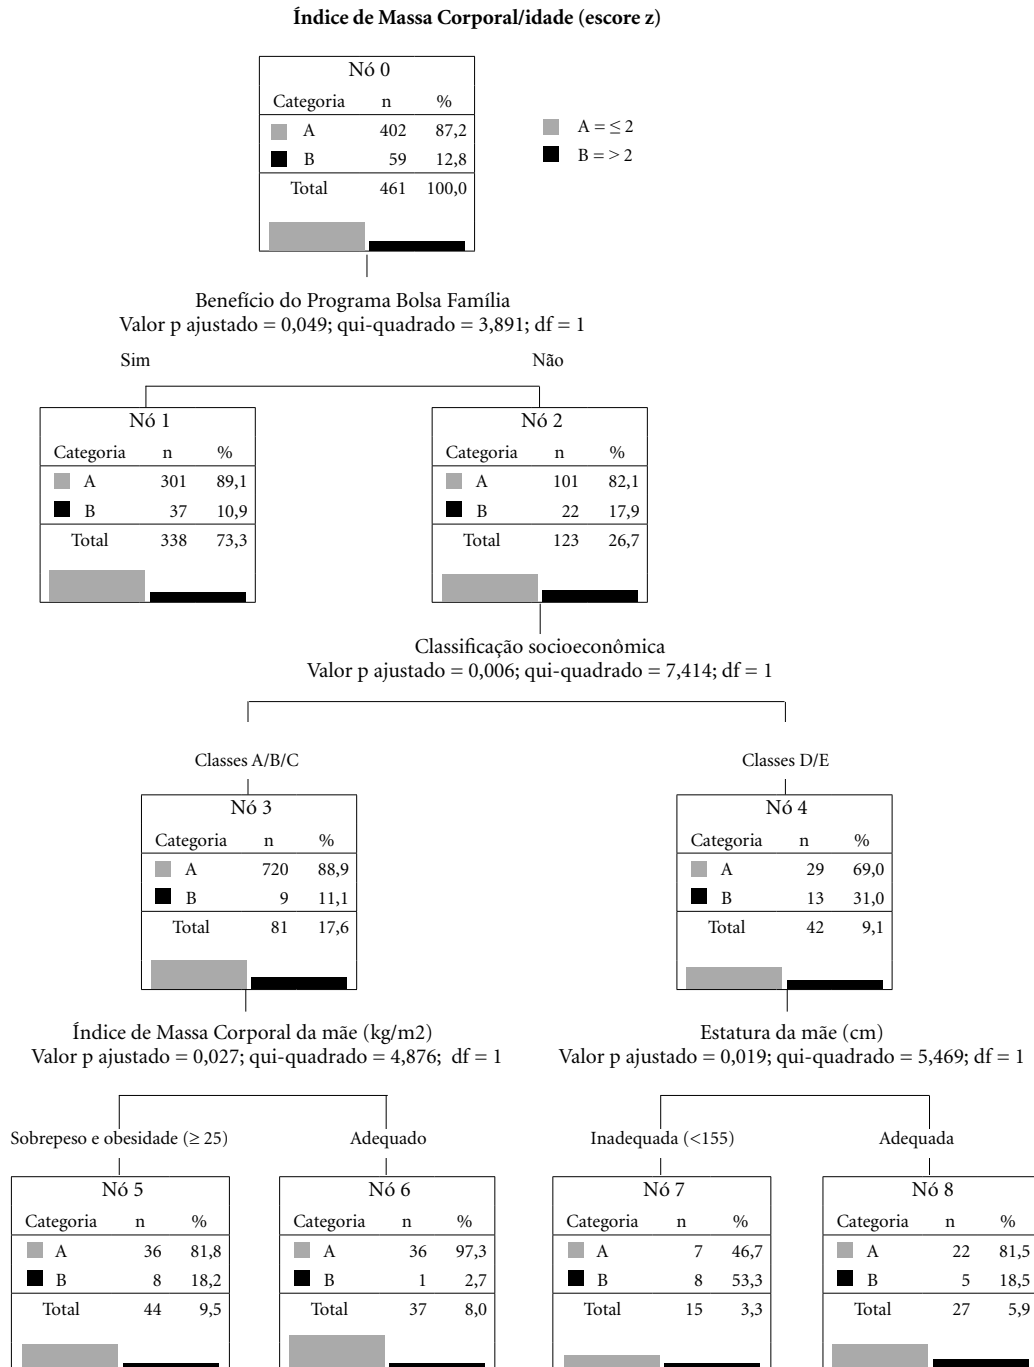 Índice de Massa Corporal/idade (escore z)
Nó 0
Categoria n %
A 402 87,2
B 59 12,8
Total 461 100,0
A = ≤ 2
B = > 2
Benefício do Programa Bolsa Família
Valor p ajustado = 0,049; qui-quadrado = 3,891; df = 1
Sim Não
Nó 1
Categoria n %
A 301 89,1
B 37 10,9
Total 338 73,3
Nó 2
Categoria n %
A 101 82,1
B 22 17,9
Total 123 26,7
Classificação socioeconômica
Valor p ajustado = 0,006; qui-quadrado = 7,414; df = 1
Classes A/B/C Classes D/E
Nó 3
Categoria n %
A 720 88,9
B 9 11,1
Total 81 17,6
Nó 4
Categoria n %
A 29 69,0
B 13 31,0
Total 42 9,1
Índice de Massa Corporal da mãe (kg/m2)
Valor p ajustado = 0,027; qui-quadrado = 4,876; df = 1
Estatura da mãe (cm)
Valor p ajustado = 0,019; qui-quadrado = 5,469; df = 1
Sobrepeso e obesidade (≥ 25) Adequado
Inadequada (<155) Adequada
Nó 5
Categoria n %
A 36 81,8
B 8 18,2
Total 44 9,5
Nó 6
Categoria n %
A 36 97,3
B 1 2,7
Total 37 8,0
Nó 7
Categoria n %
A 7 46,7
B 8 53,3
Total 15 3,3
Nó 8
Categoria n %
A 22 81,5
B 5 18,5
Total 27 5,9